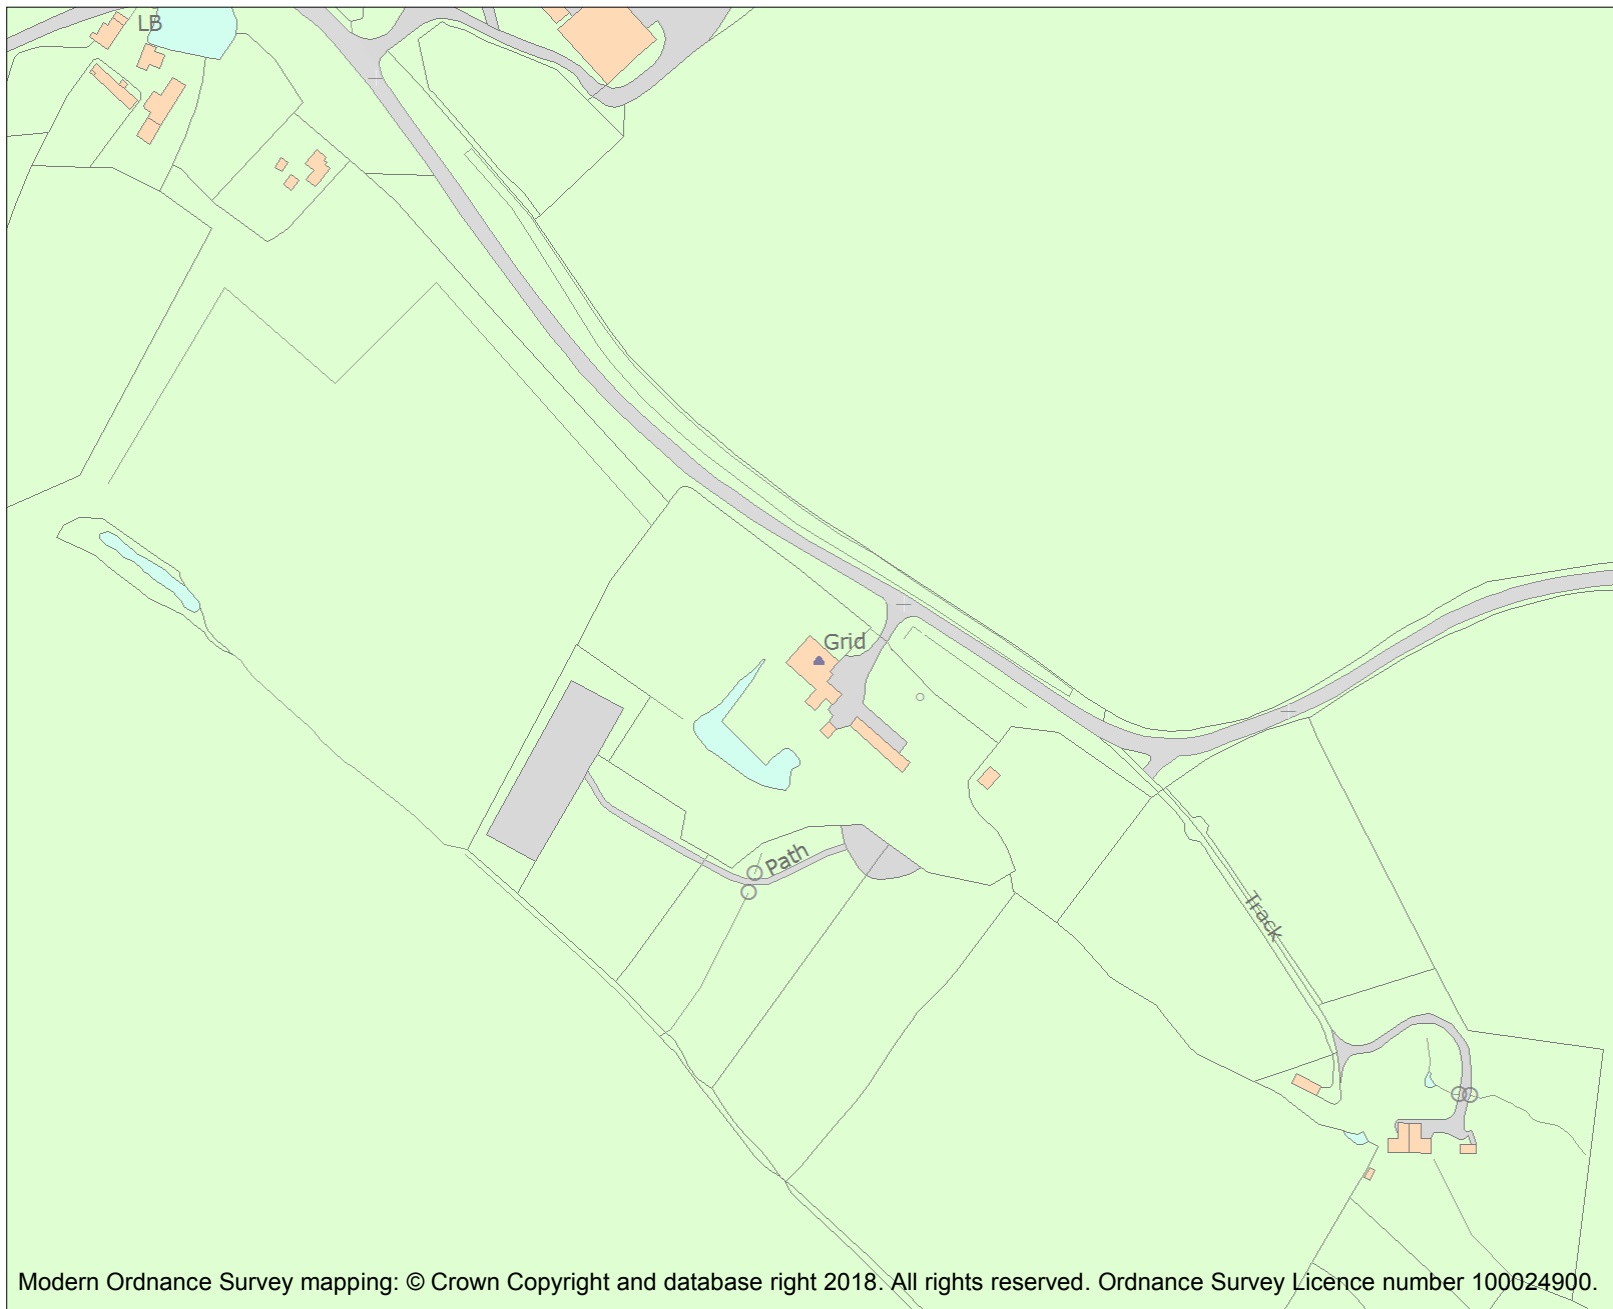 LB
Grid
Path
Track
Modern Ordnance Survey mapping: © Crown Copyright and database right 2018. All rights reserved. Ordnance Survey Licence number 100024900.